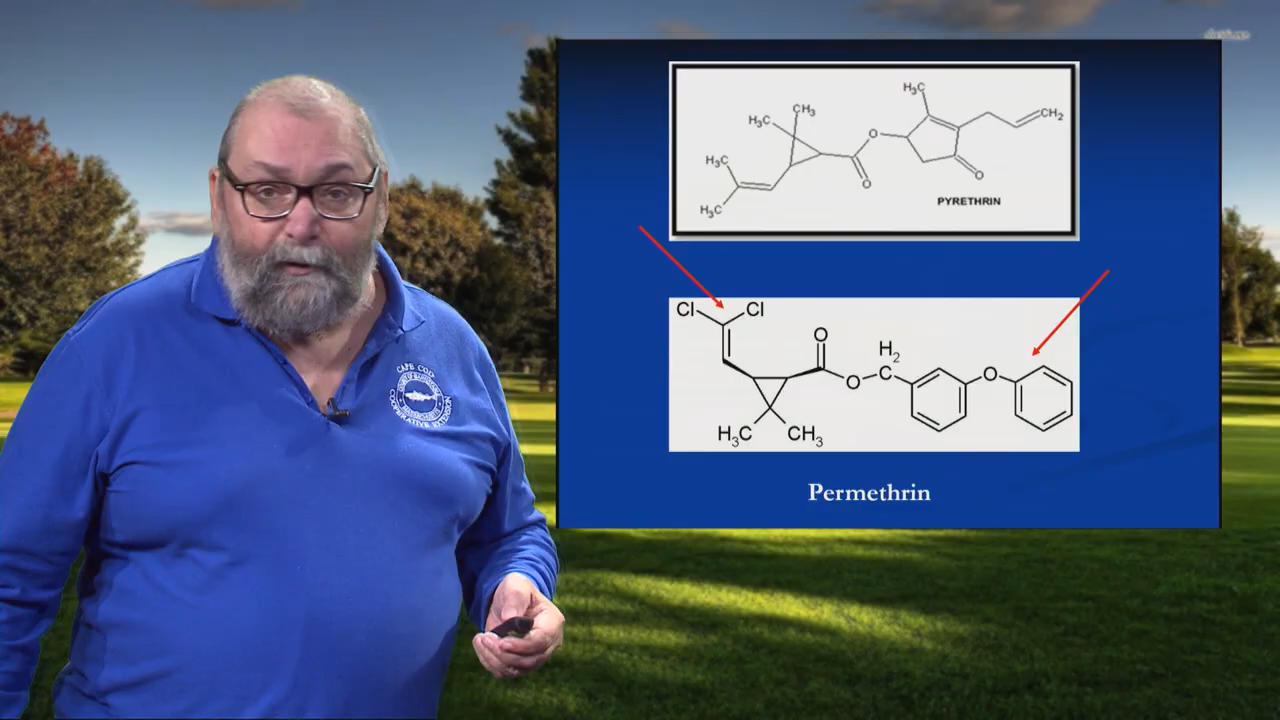 H₃C
CH₃
H₃C
O
CH₂
H₃C
O
O
H₃C
PYRETHRIN
Cl
Cl
O
H₂
O
C
O
H₃C
CH₃
Permethrin
CAPE COD
COOPERATIVE EXTENSION